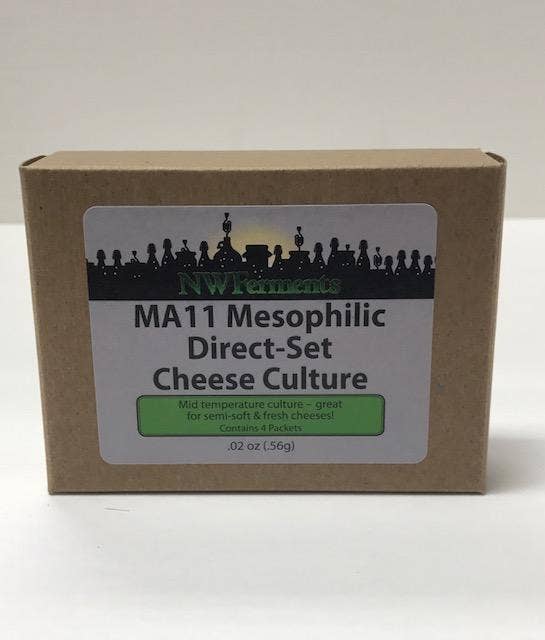 NWFerments
MA11 Mesophilic
Direct-Set
Cheese Culture
Mid temperature culture – great
for semi-soft & fresh cheeses!
Contains 4 Packets
.02 oz (.56g)